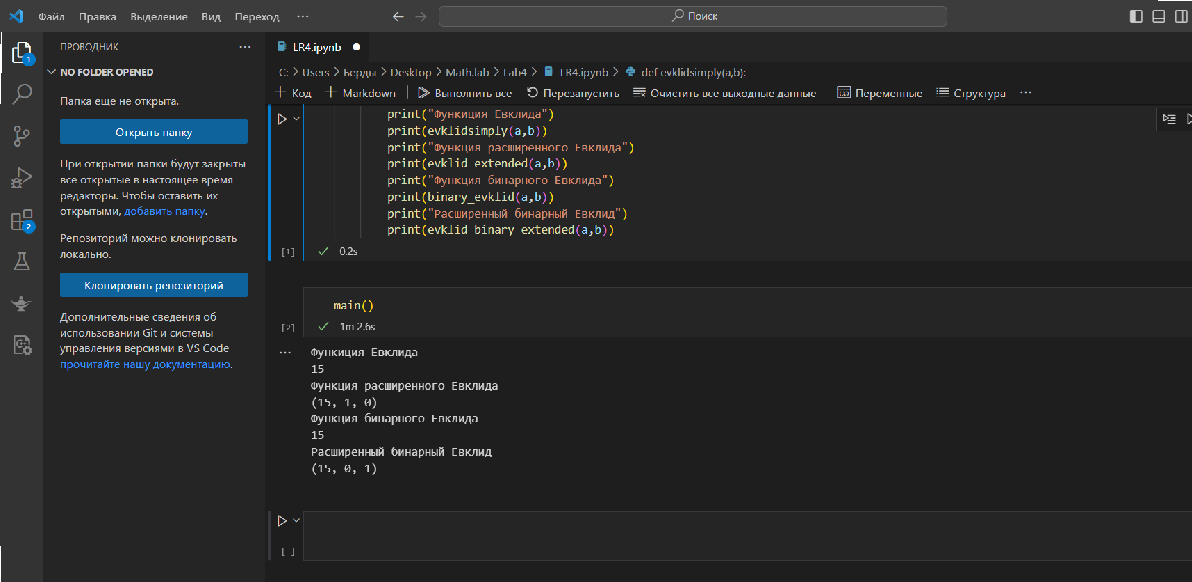 Файл Правка Выделение Вид Переход ···
Поиск
ПРОВОДНИК ···
NO FOLDER OPENED
Папка еще не открыта.
Открыть папку
При открытии папки будут закрыты
все открытые в настоящее время
редакторы. Чтобы оставить их
открытыми, добавить папку.
Репозиторий можно клонировать
локально.
Клонировать репозиторий
Дополнительные сведения об
использовании Git и системы
управления версиями в VS Code
прочитайте нашу документацию.
1
2
LR4.ipynb
C: > Users > Берды > Desktop > Math.lab > Lab4 > LR4.ipynb > def evklidsimply(a,b):
+ Код + Markdown | Выполнить все Перезапустить Очистить все выходные данные | Переменные Структура ···
print("Функиция Евклида")
print(evklidsimply(a,b))
print("Функция расширенного Евклида")
print(evklid_extended(a,b))
print("Функция бинарного Евклида")
print(binary_evklid(a,b))
print("Расширенный бинарный Евклид")
print(evklid_binary_extended(a,b))
[1] ✓ 0.2s
main()
[2] ✓ 1m 2.6s
··· Функиция Евклида
15
Функция расширенного Евклида
(15, 1, 0)
Функция бинарного Евклида
15
Расширенный бинарный Евклид
(15, 0, 1)
[ ]